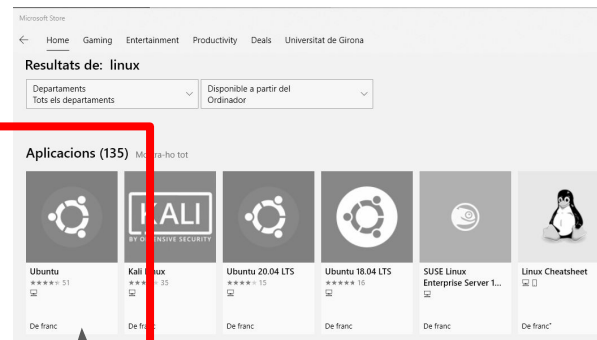 Microsoft Store
Home Gaming Entertainment Productivity Deals Universitat de Girona
Resultats de: linux
Departaments
Tots els departaments
Disponible a partir del
Ordinador
Aplicacions (135) tot
KALI
BY OFFENSIVE SECURITY
Ubuntu
51
Kali Linux
35
Ubuntu 20.04 LTS
15
Ubuntu 18.04 LTS
16
SUSE Linux
Enterprise Server 1...
Linux Cheatsheet
De franc
De franc
De franc
De franc
De franc
De franc*